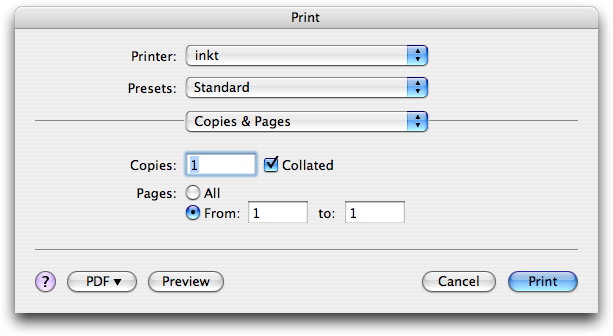 Print
Printer: inkt
Presets: Standard
Copies & Pages
Copies: 1 Collated
Pages: All
From: 1 to: 1
? PDF ▼ Preview Cancel Print